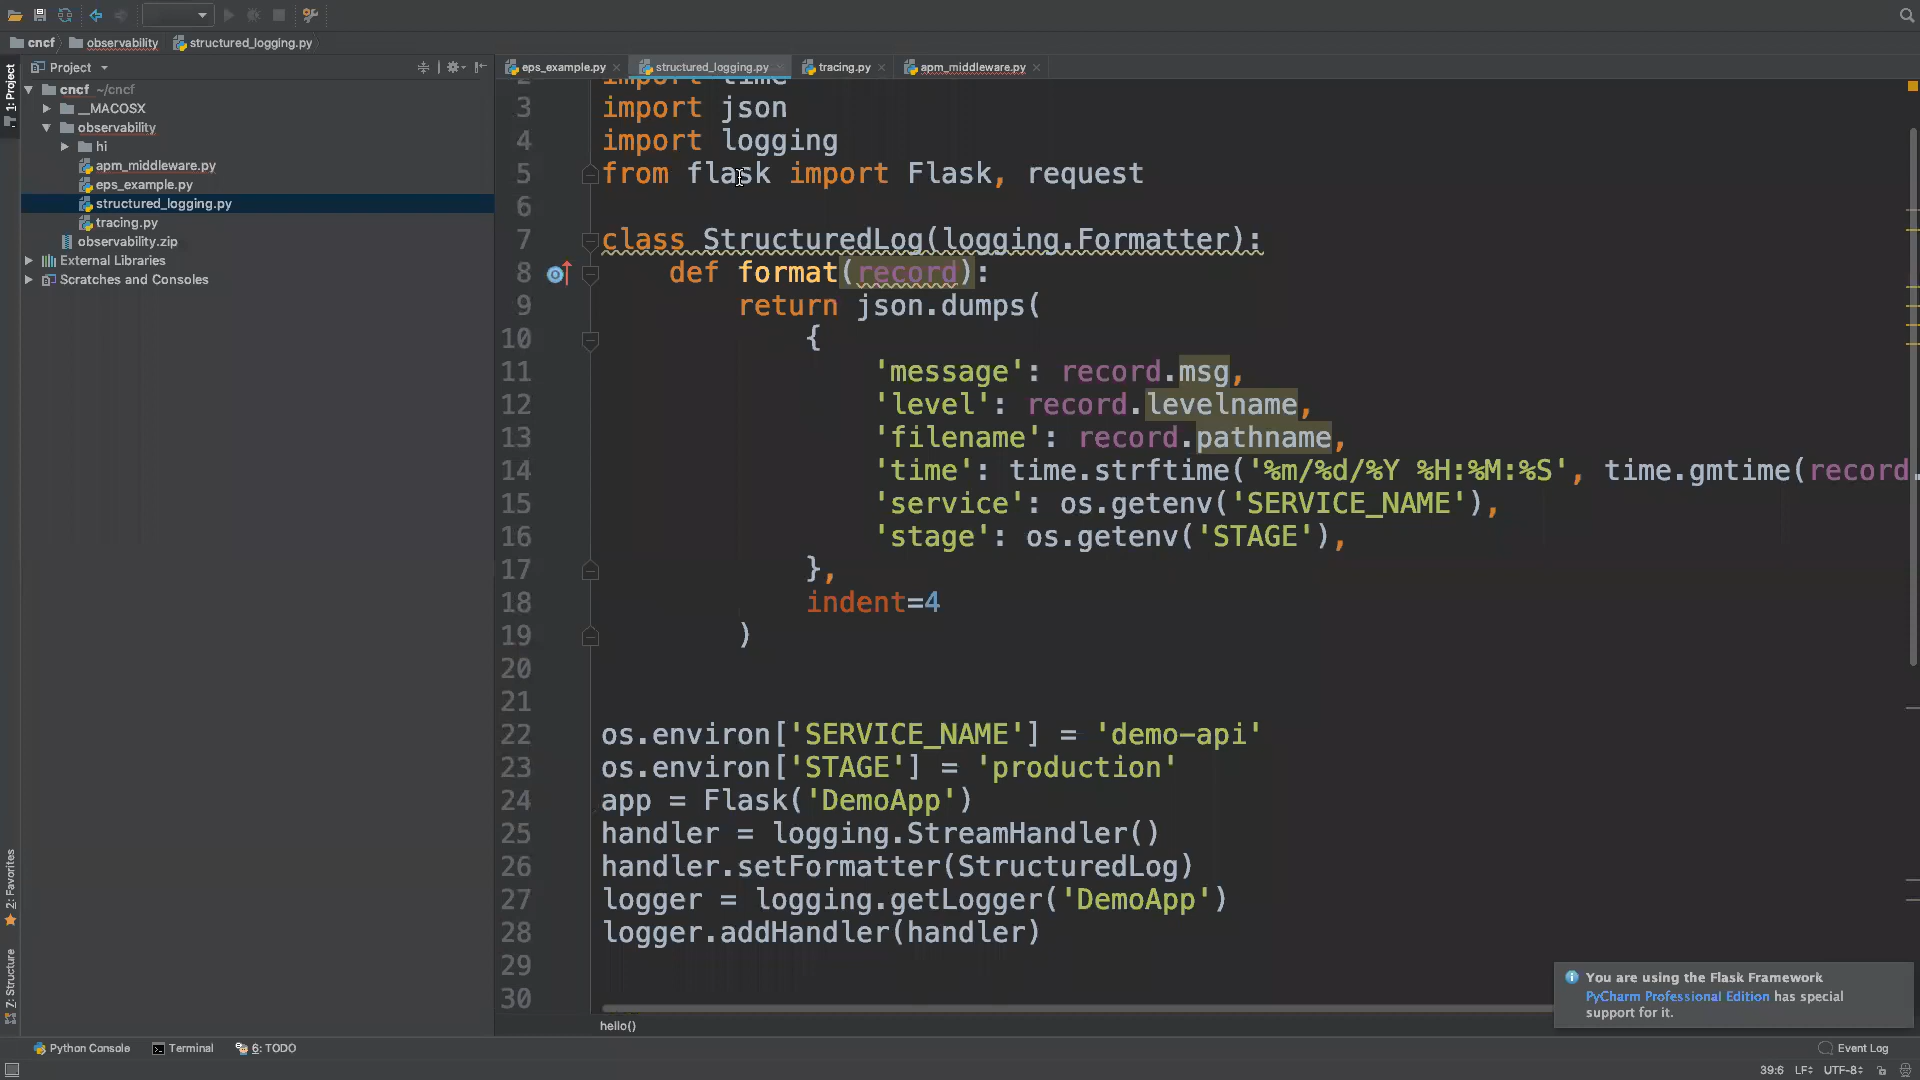 cncf observability structured_logging.py
Project
eps_example.py structured_logging.py tracing.py apm_middleware.py
1: Project
cncf ~/cncf
__MACOSX
observability
hi
apm_middleware.py
eps_example.py
structured_logging.py
tracing.py
observability.zip
External Libraries
Scratches and Consoles
2 import time
3 import json
4 import logging
5 from flask import Flask, request
6
7 class StructuredLog(logging.Formatter):
8 def format(record):
9 return json.dumps(
10 {
11 'message': record.msg,
12 'level': record.levelname,
13 'filename': record.pathname,
14 'time': time.strftime('%m/%d/%Y %H:%M:%S', time.gmtime(record.
15 'service': os.getenv('SERVICE_NAME'),
16 'stage': os.getenv('STAGE'),
17 },
18 indent=4
19 )
20
21
22 os.environ['SERVICE_NAME'] = 'demo-api'
23 os.environ['STAGE'] = 'production'
24 app = Flask('DemoApp')
25 handler = logging.StreamHandler()
26 handler.setFormatter(StructuredLog)
27 logger = logging.getLogger('DemoApp')
28 logger.addHandler(handler)
29
30
hello()
2: Favorites
7: Structure
You are using the Flask Framework
PyCharm Professional Edition has special
support for it.
Python Console Terminal 6: TODO Event Log
39:6 LF UTF-8